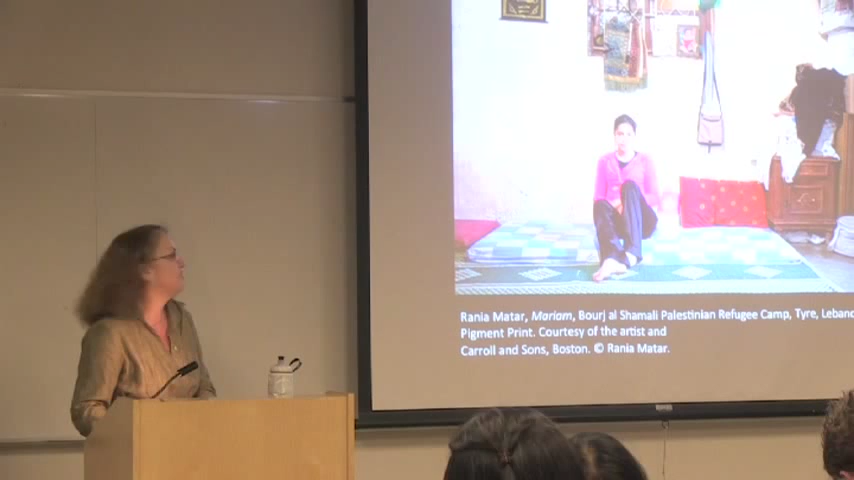 Rania Matar, Mariam, Bourj al Shamali Palestinian Refugee Camp, Tyre, Lebano
Pigment Print. Courtesy of the artist and
Carroll and Sons, Boston. © Rania Matar.